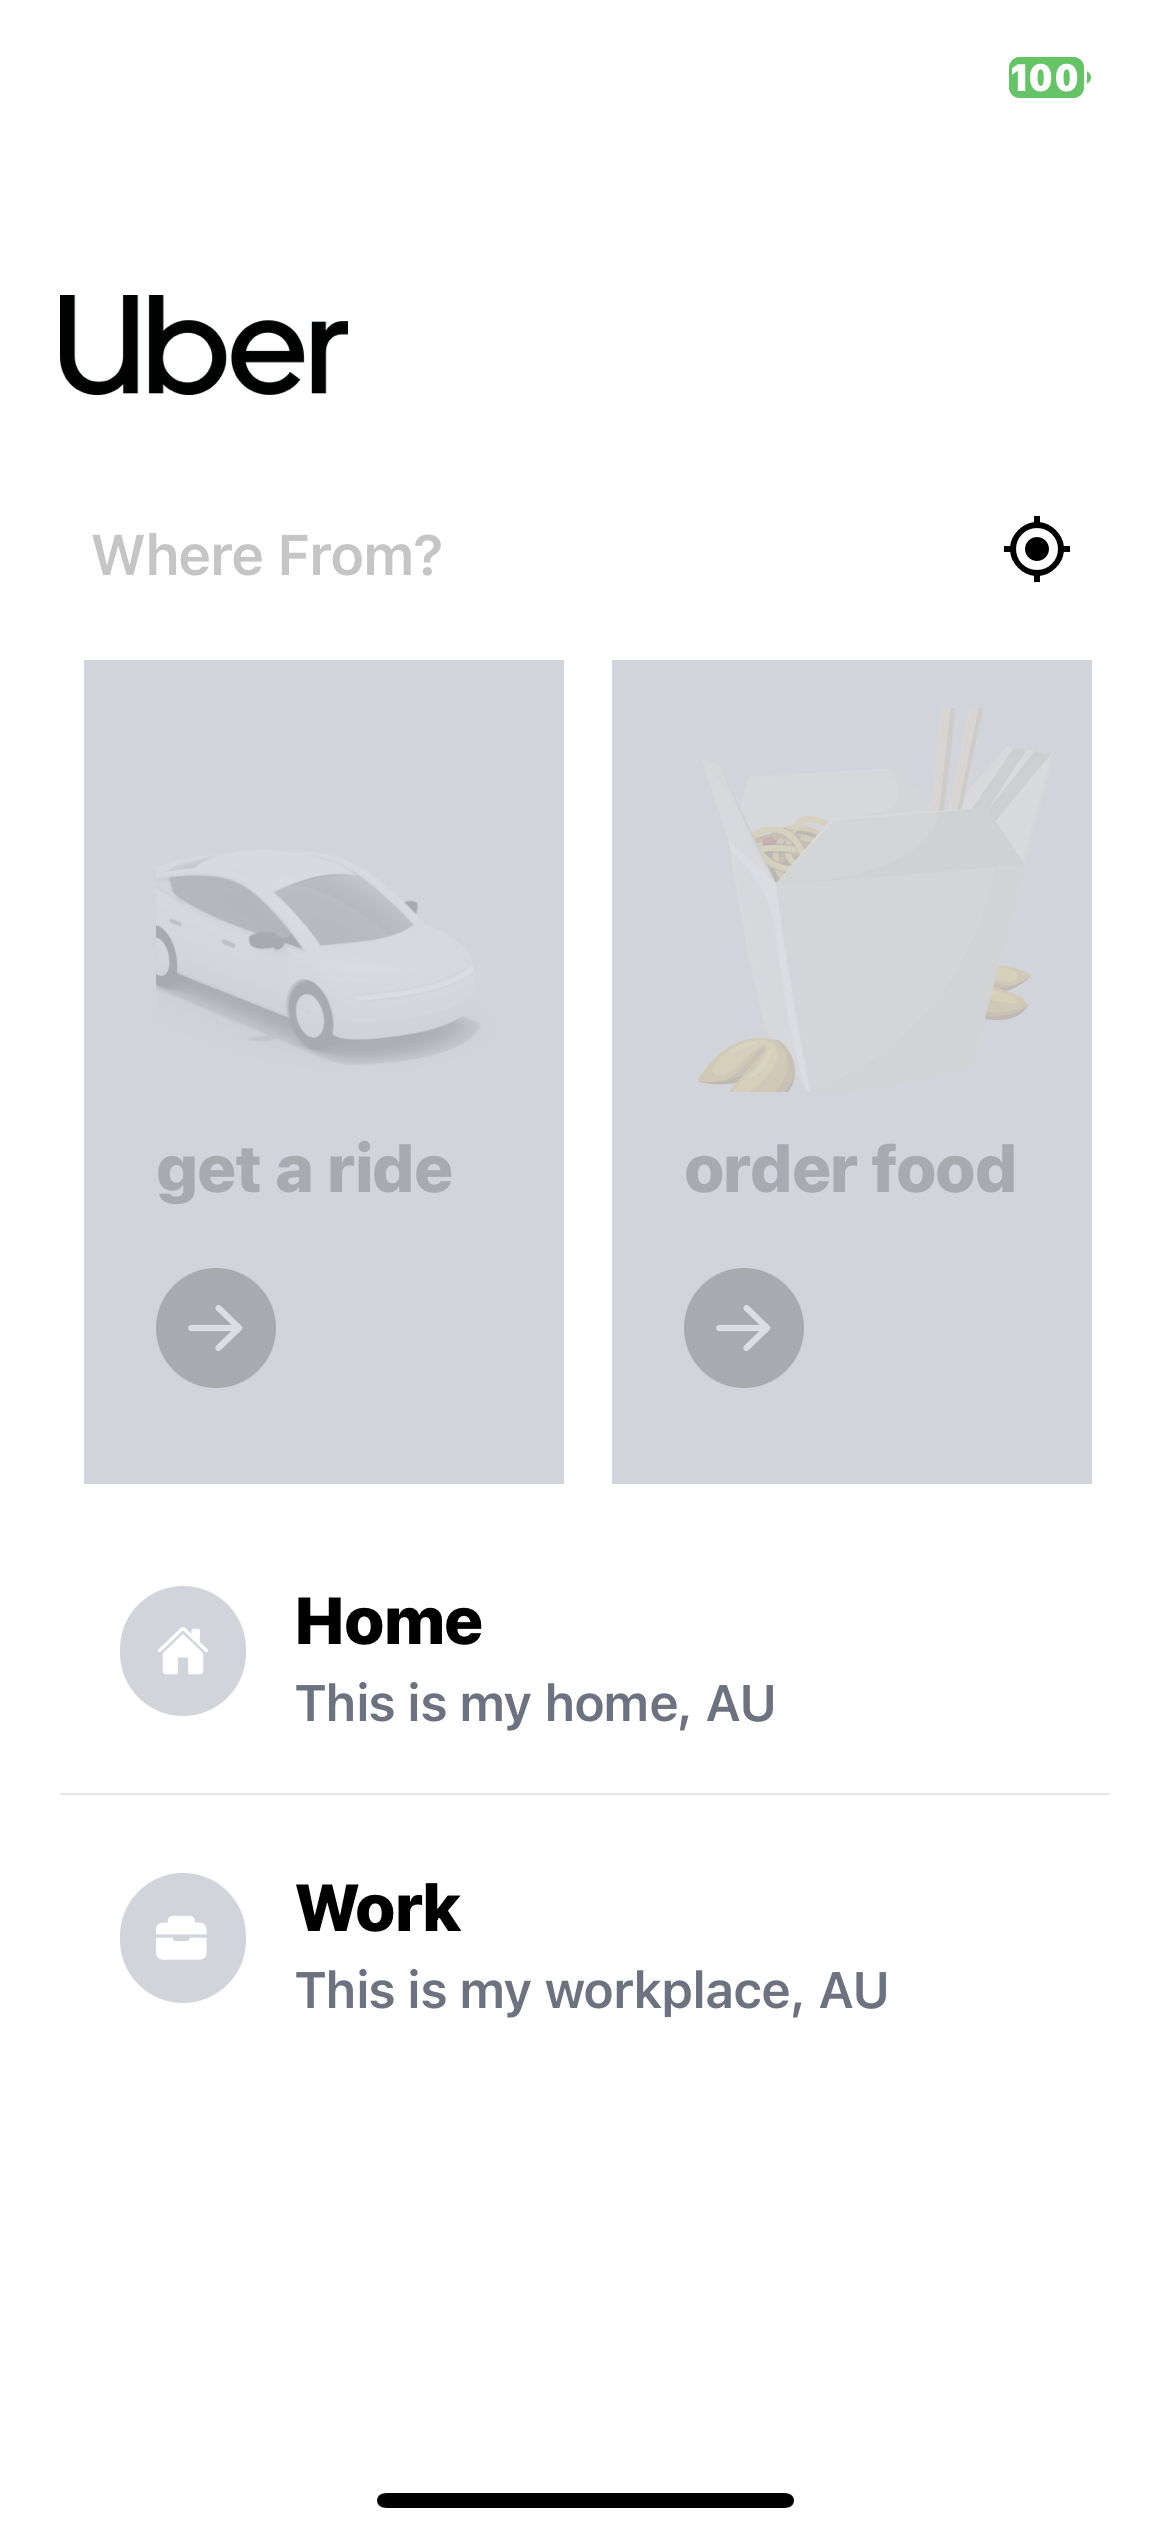 100
Uber
Where From?
get a ride
order food
Home
This is my home, AU
Work
This is my workplace, AU